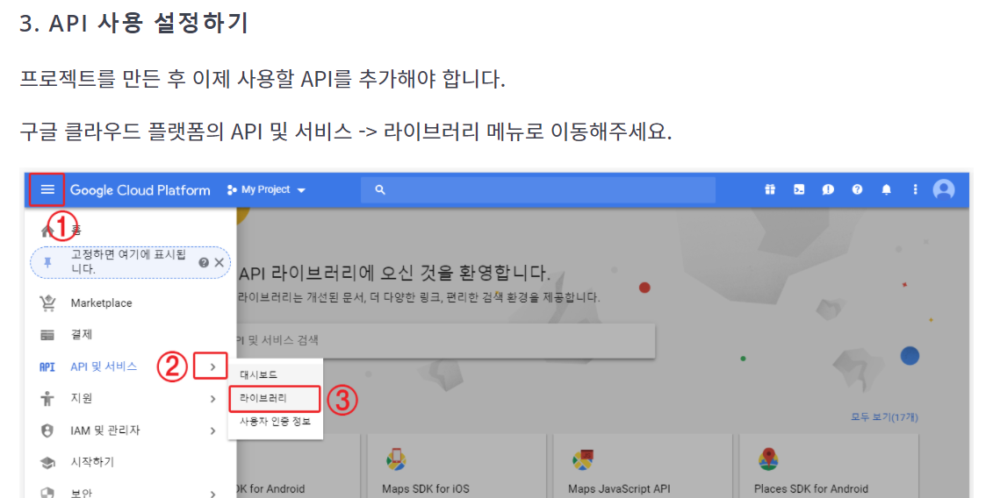 3. API 사용 설정하기
프로젝트를 만든 후 이제 사용할 API를 추가해야 합니다.
구글 클라우드 플랫폼의 API 및 서비스 -> 라이브러리 메뉴로 이동해주세요.
Google Cloud Platform My Project
① 홈
고정하면 여기에 표시됩
니다.
API 라이브러리에 오신 것을 환영합니다.
라이브러리는 개선된 문서, 더 다양한 링크, 편리한 검색 환경을 제공합니다.
Marketplace
결제
및 서비스 검색
API API 및 서비스 ②
대시보드
라이브러리 ③
사용자 인증 정보
지원
IAM 및 관리자
시작하기
보안
모두 보기(17개)
for Android
Maps SDK for iOS
Maps JavaScript API
Places SDK for Android